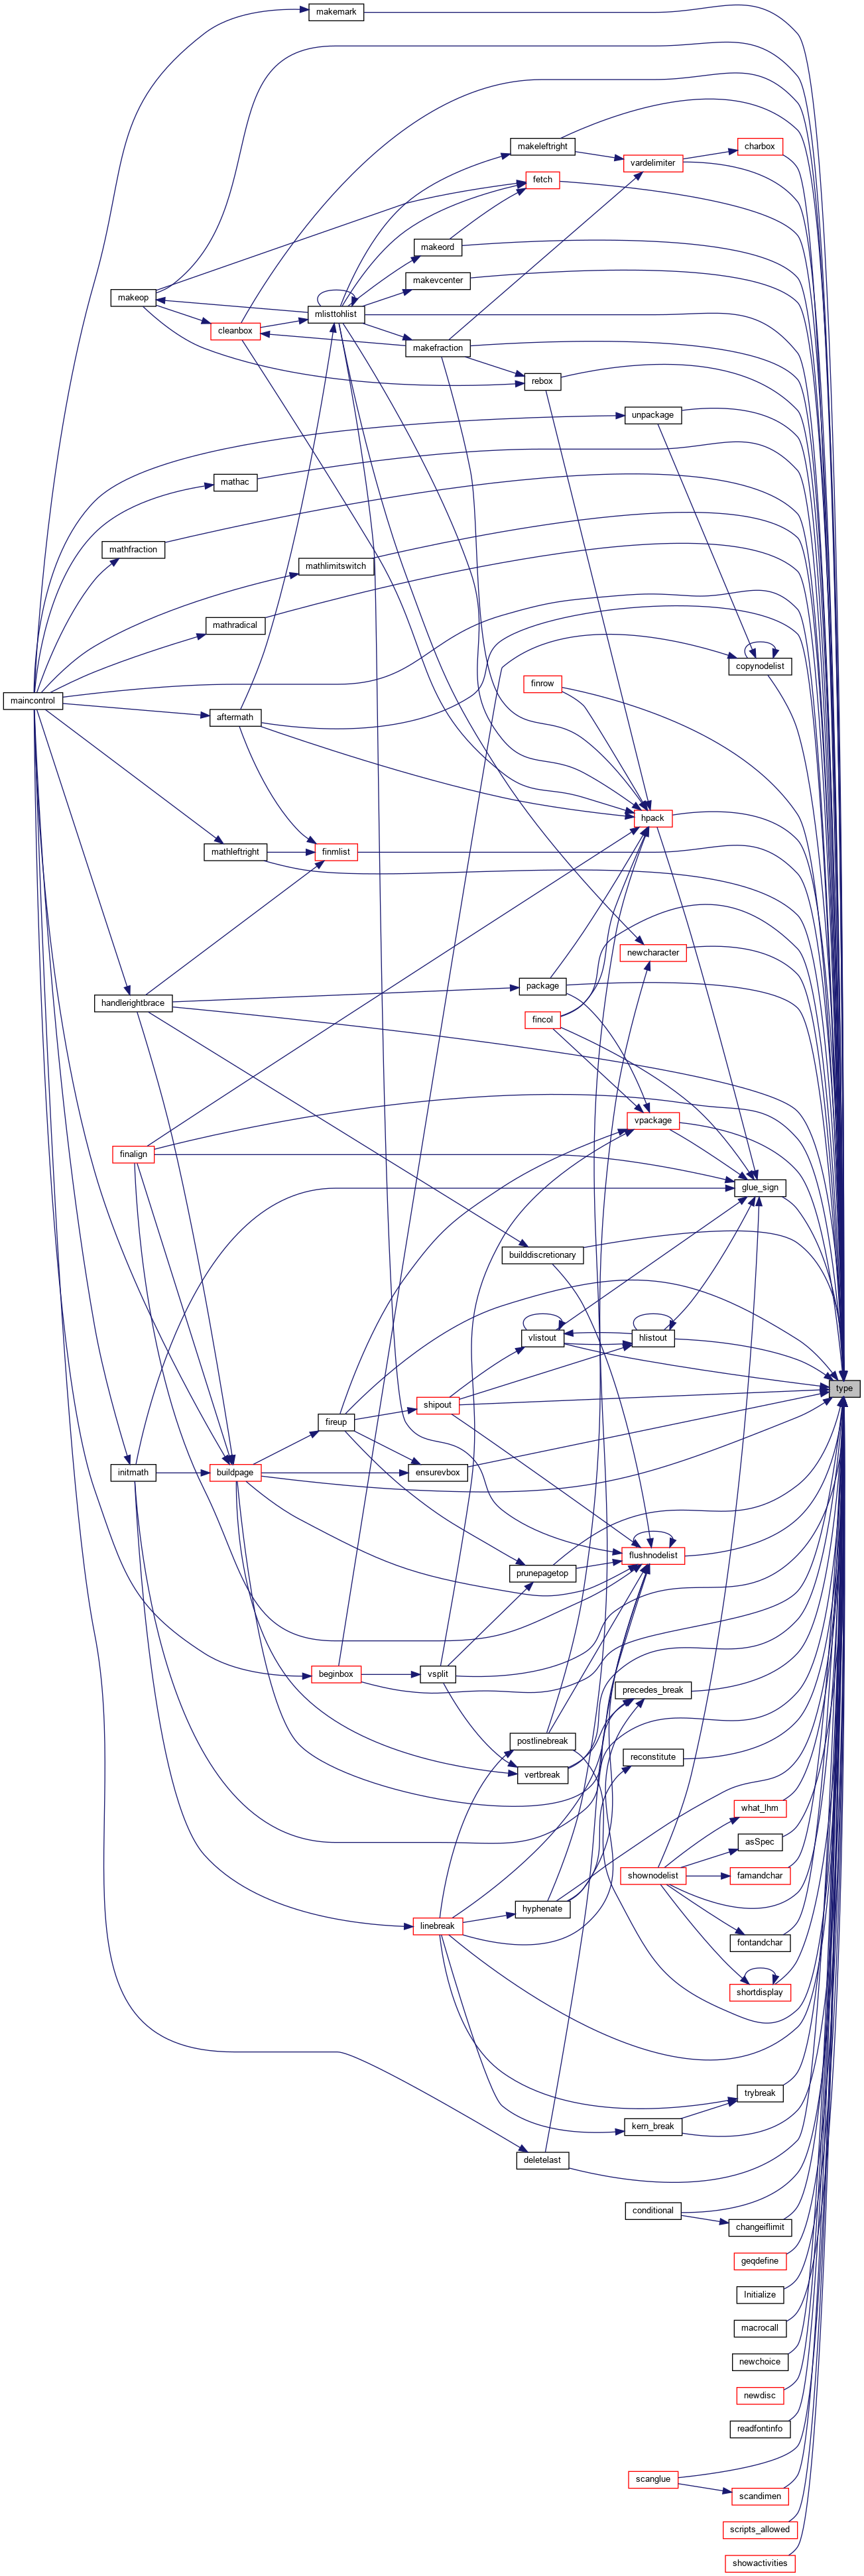 makemark
makeleftright
charbox
vardelimiter
fetch
makeord
makevcenter
makeop
mlisttohlist
cleanbox
makefraction
rebox
unpackage
mathac
mathfraction
mathlimitswitch
mathradical
copynodelist
finrow
maincontrol
aftermath
hpack
mathleftright
finmlist
newcharacter
package
handlerightbrace
fincol
vpackage
finalign
glue_sign
builddiscretionary
vlistout
hlistout
type
shipout
fireup
initmath
buildpage
ensurevbox
flushnodelist
prunepagetop
beginbox
vsplit
precedes_break
postlinebreak
reconstitute
vertbreak
what_lhm
asSpec
shownodelist
famandchar
hyphenate
linebreak
fontandchar
shortdisplay
trybreak
kern_break
deletelast
conditional
changeiflimit
geqdefine
Initialize
macrocall
newchoice
newdisc
readfontinfo
scanglue
scandimen
scripts_allowed
showactivities